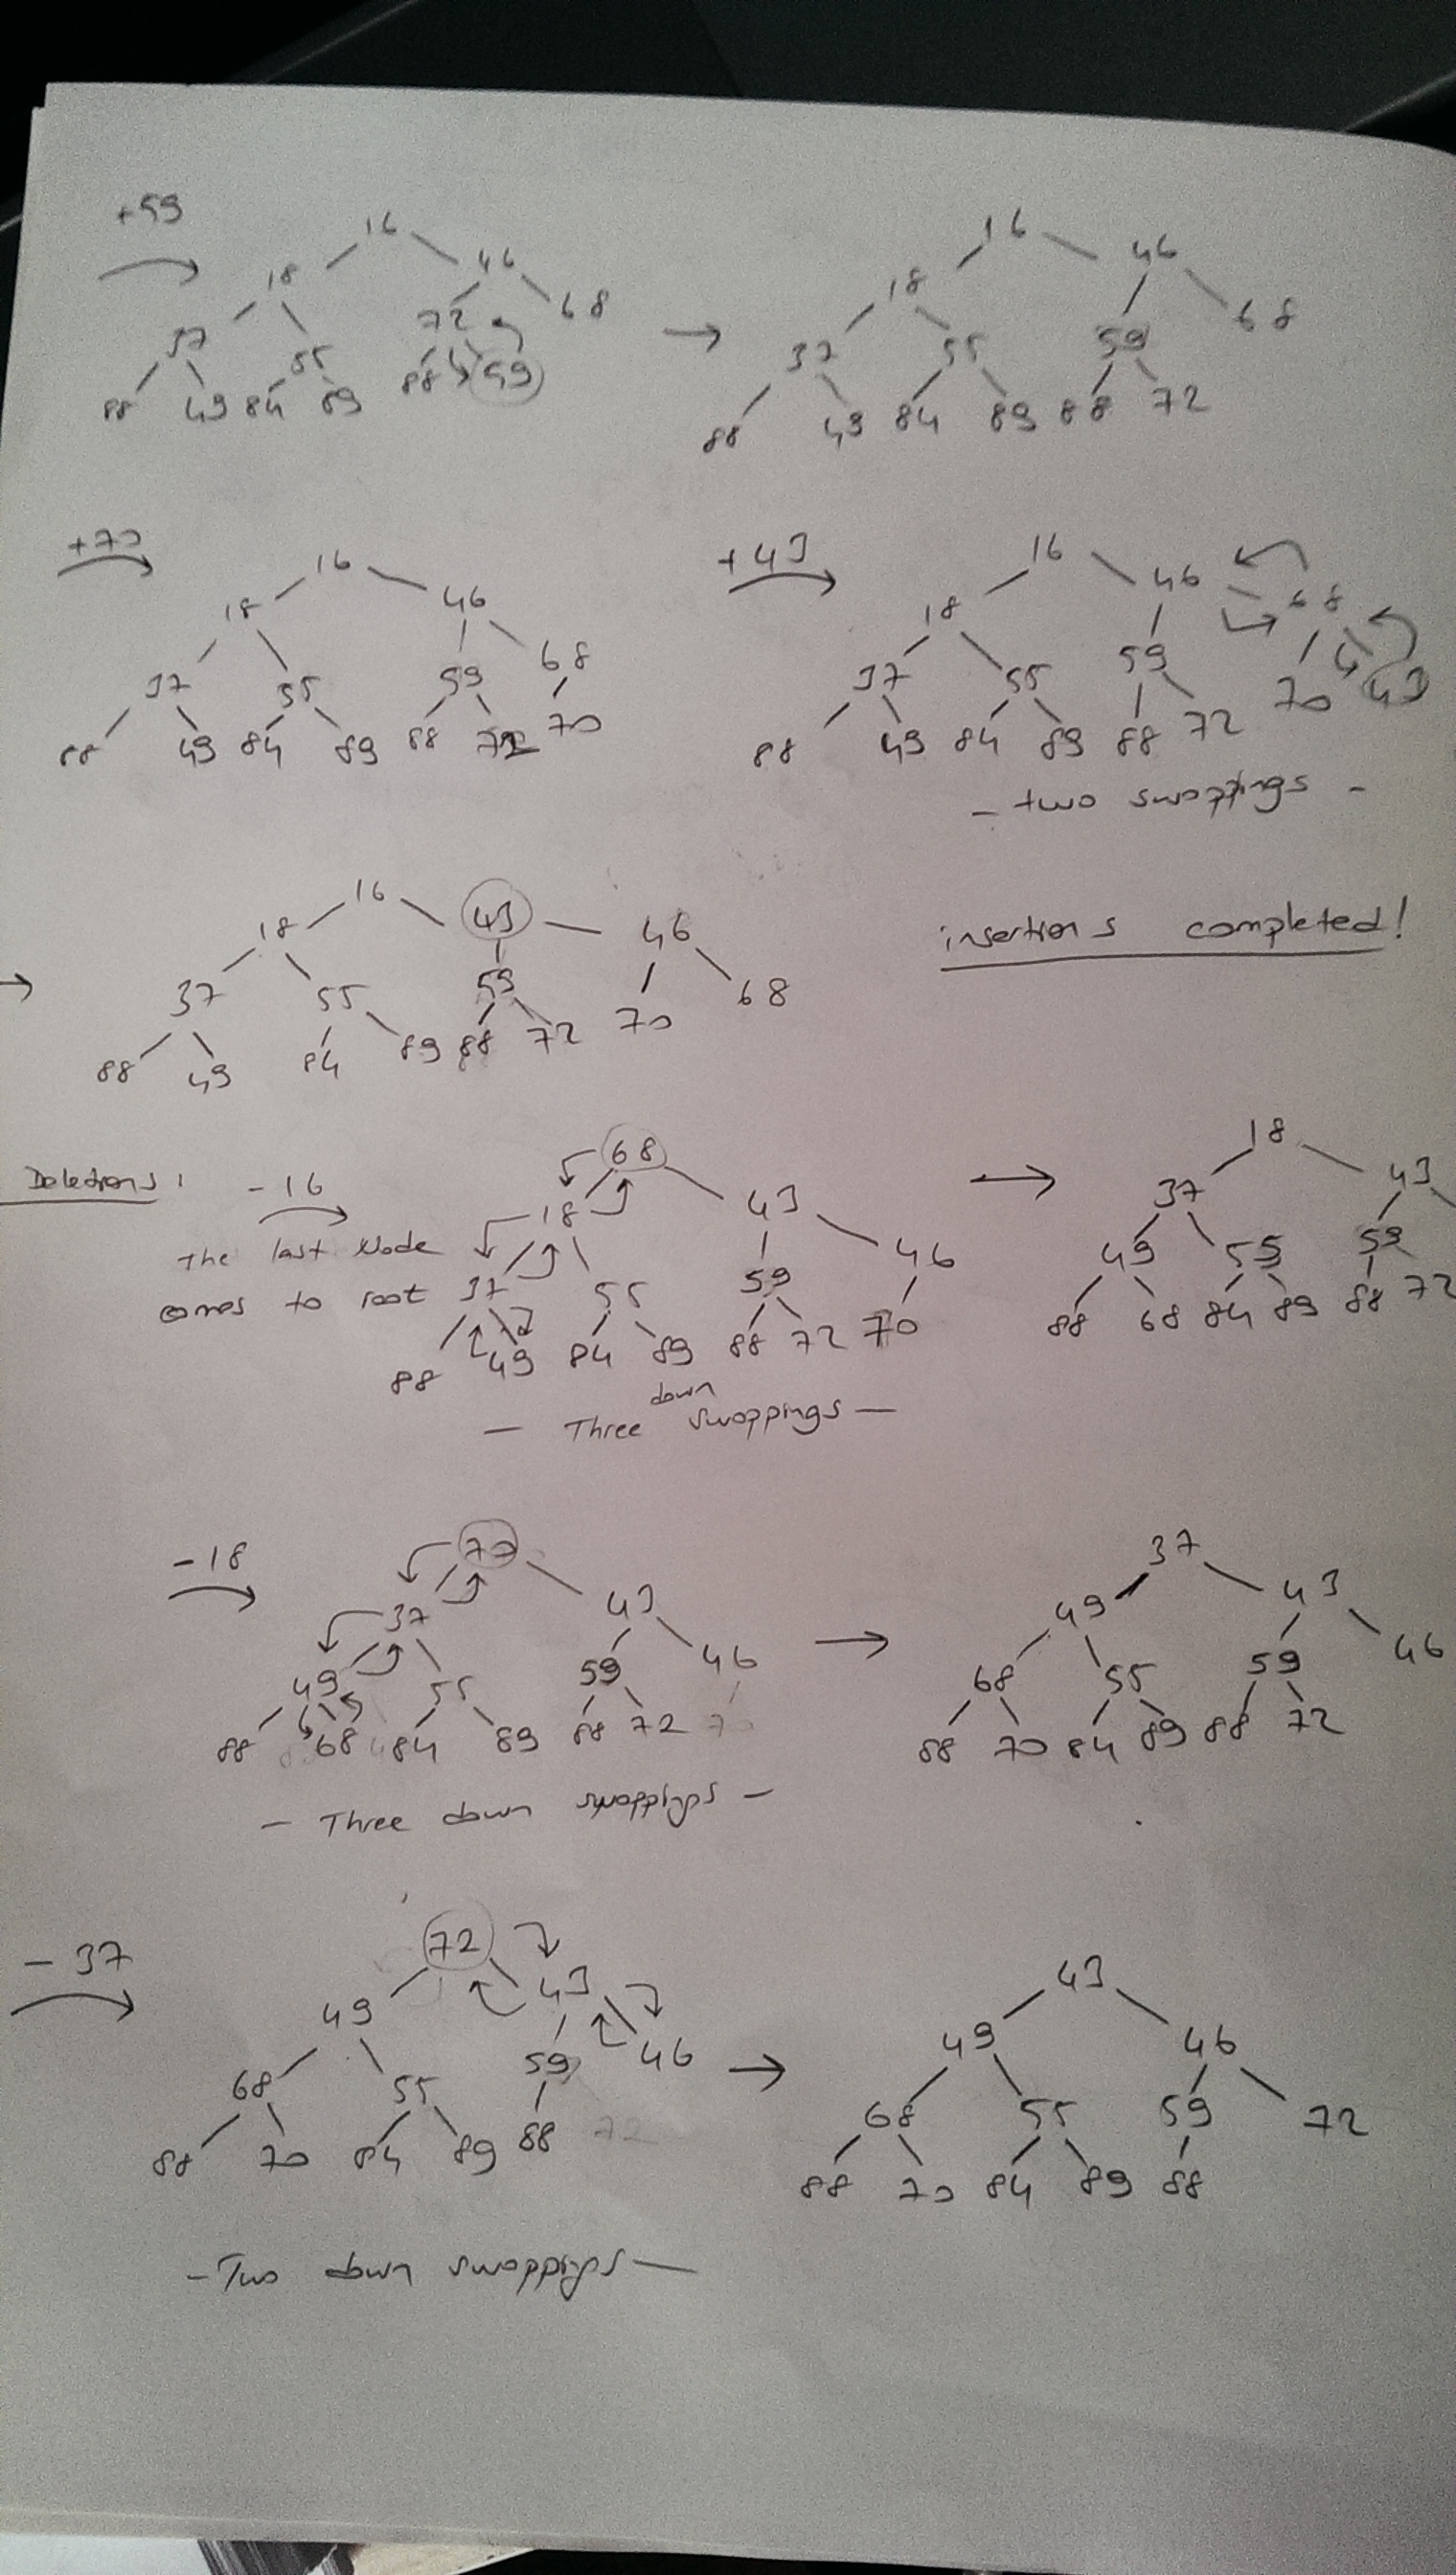 +59
16 16
18 46 18 46
37 55 72 68 37 55 59 68
88 49 84 89 88 59 88 49 84 89 88 72
+70 +43
16 16
18 46 18 46
37 55 59 68 37 55 59 68
88 49 84 89 88 72 70 88 49 84 89 88 72 70 43
- two swoppings -
16
18 43 46
37 55 59 70 68
88 49 84 89 88 72
insertions completed!
Deletions: -16
The last Node
comes to root
68 18
18 43 37 43
37 55 59 46 49 55 59
88 49 84 89 88 72 70 88 68 84 89 88 72
- Three down swoppings -
-18
70 37
37 43 49 43
49 55 59 46 68 55 59 46
88 68 84 89 88 72 88 70 84 89 88 72
- Three down swoppings -
- 37
72 43
49 43 49 46
68 55 59 46 68 55 59 72
88 70 84 89 88 72 88 70 84 89 88
- Two down swoppings -